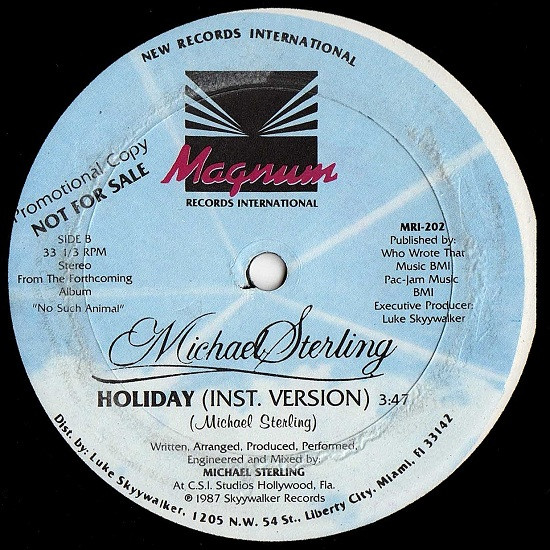 NEW RECORDS INTERNATIONAL
Magnum
RECORDS INTERNATIONAL
Promotional Copy
NOT FOR SALE
SIDE B
33 1/3 RPM
Stereo
From The Forthcoming
Album
"No Such Animal"
MRI-202
Published by:
Who Wrote That
Music BMI
Pac-Jam Music
BMI
Executive Producer:
Luke Skyywalker
Michael Sterling
HOLIDAY (INST. VERSION) 3:47
(Michael Sterling)
Written, Arranged, Produced, Performed,
Engineered and Mixed by:
MICHAEL STERLING
At C.S.I. Studios Hollywood, Fla.
℗ 1987 Skyywalker Records
Dist. by: Luke Skyywalker, 1205 N.W. 54 St., Liberty City, Miami, Fl 33142